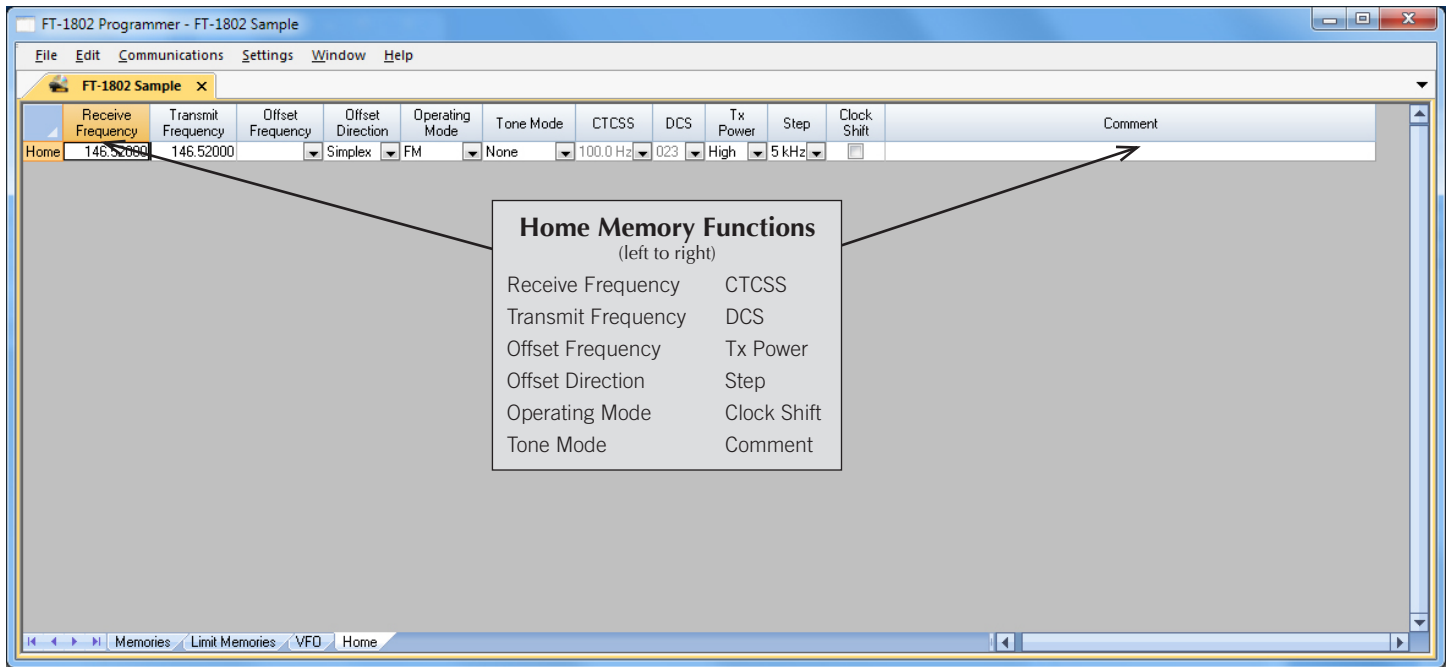 FT-1802 Programmer - FT-1802 Sample
File Edit Communications Settings Window Help
FT-1802 Sample X
Receive Frequency Transmit Frequency Offset Frequency Offset Direction Operating Mode Tone Mode CTCSS DCS Tx Power Step Clock Shift Comment
Home 146.52000 146.52000 Simplex FM None 100.0 Hz 023 High 5 kHz
Home Memory Functions
(left to right)
Receive Frequency CTCSS
Transmit Frequency DCS
Offset Frequency Tx Power
Offset Direction Step
Operating Mode Clock Shift
Tone Mode Comment
Memories Limit Memories VFO Home